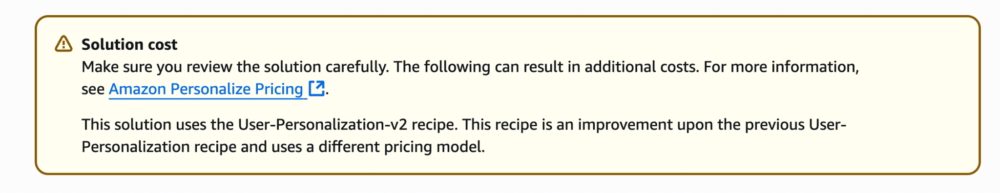 Solution cost
Make sure you review the solution carefully. The following can result in additional costs. For more information,
see Amazon Personalize Pricing.
This solution uses the User-Personalization-v2 recipe. This recipe is an improvement upon the previous User-
Personalization recipe and uses a different pricing model.